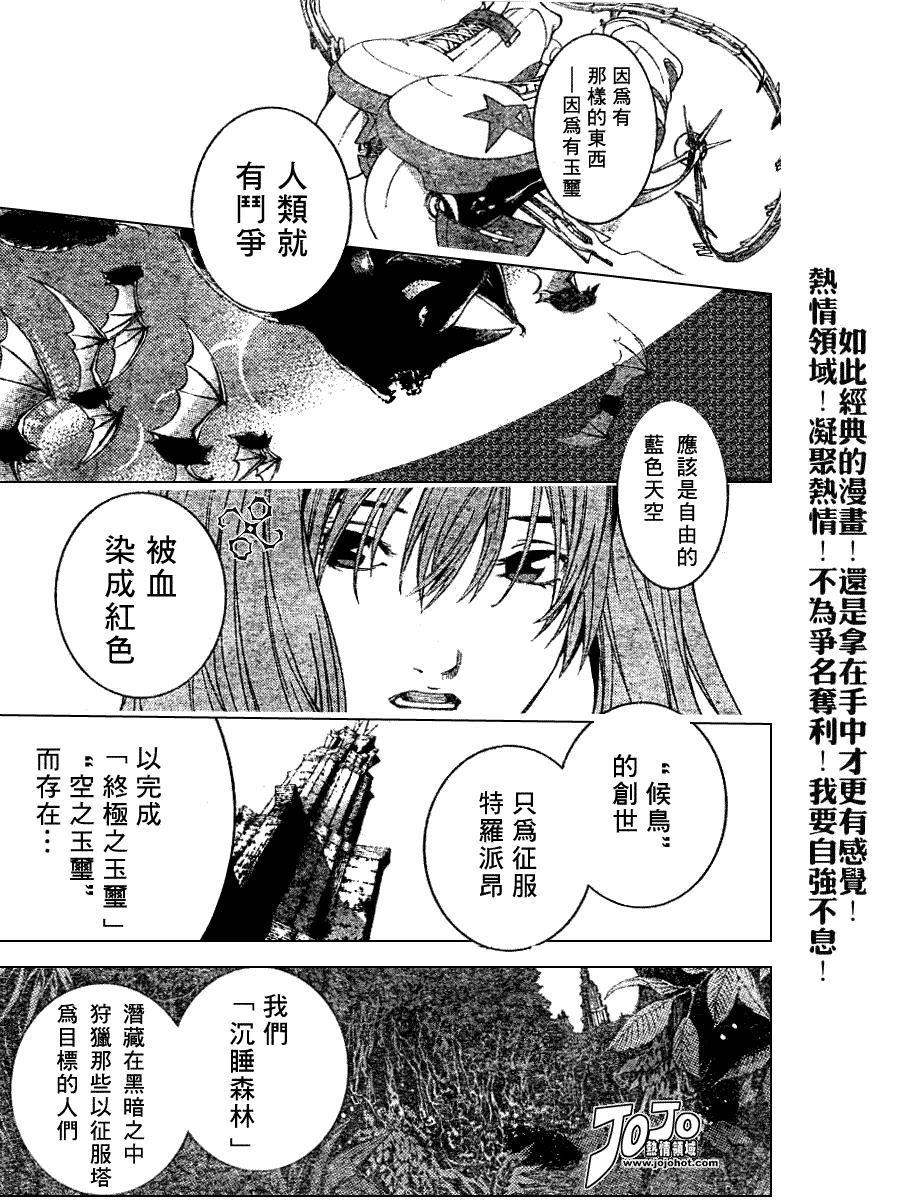 因爲有
那樣的東西
—因爲有玉璽
人類就
有鬥爭
應該是自由的
藍色天空
被血
染成紅色
“候鳥”
的創世
只爲征服
特羅派昂
以完成
「終極之玉璽」
“空之玉璽”
而存在…
我們
「沉睡森林」
潛藏在黑暗之中
狩獵那些以征服塔
爲目標的人們
如此經典的漫畫！還是拿在手中才更有感覺！
熱情領域！凝聚熱情！不為爭名奪利！我要自強不息！
JOJO
熱情領域
www.jojohot.com